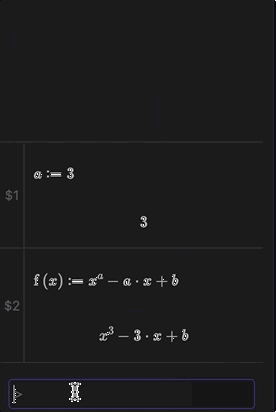 a := 3
$1
3
f (x) := x^a − a · x + b
$2
x^3 − 3 · x + b